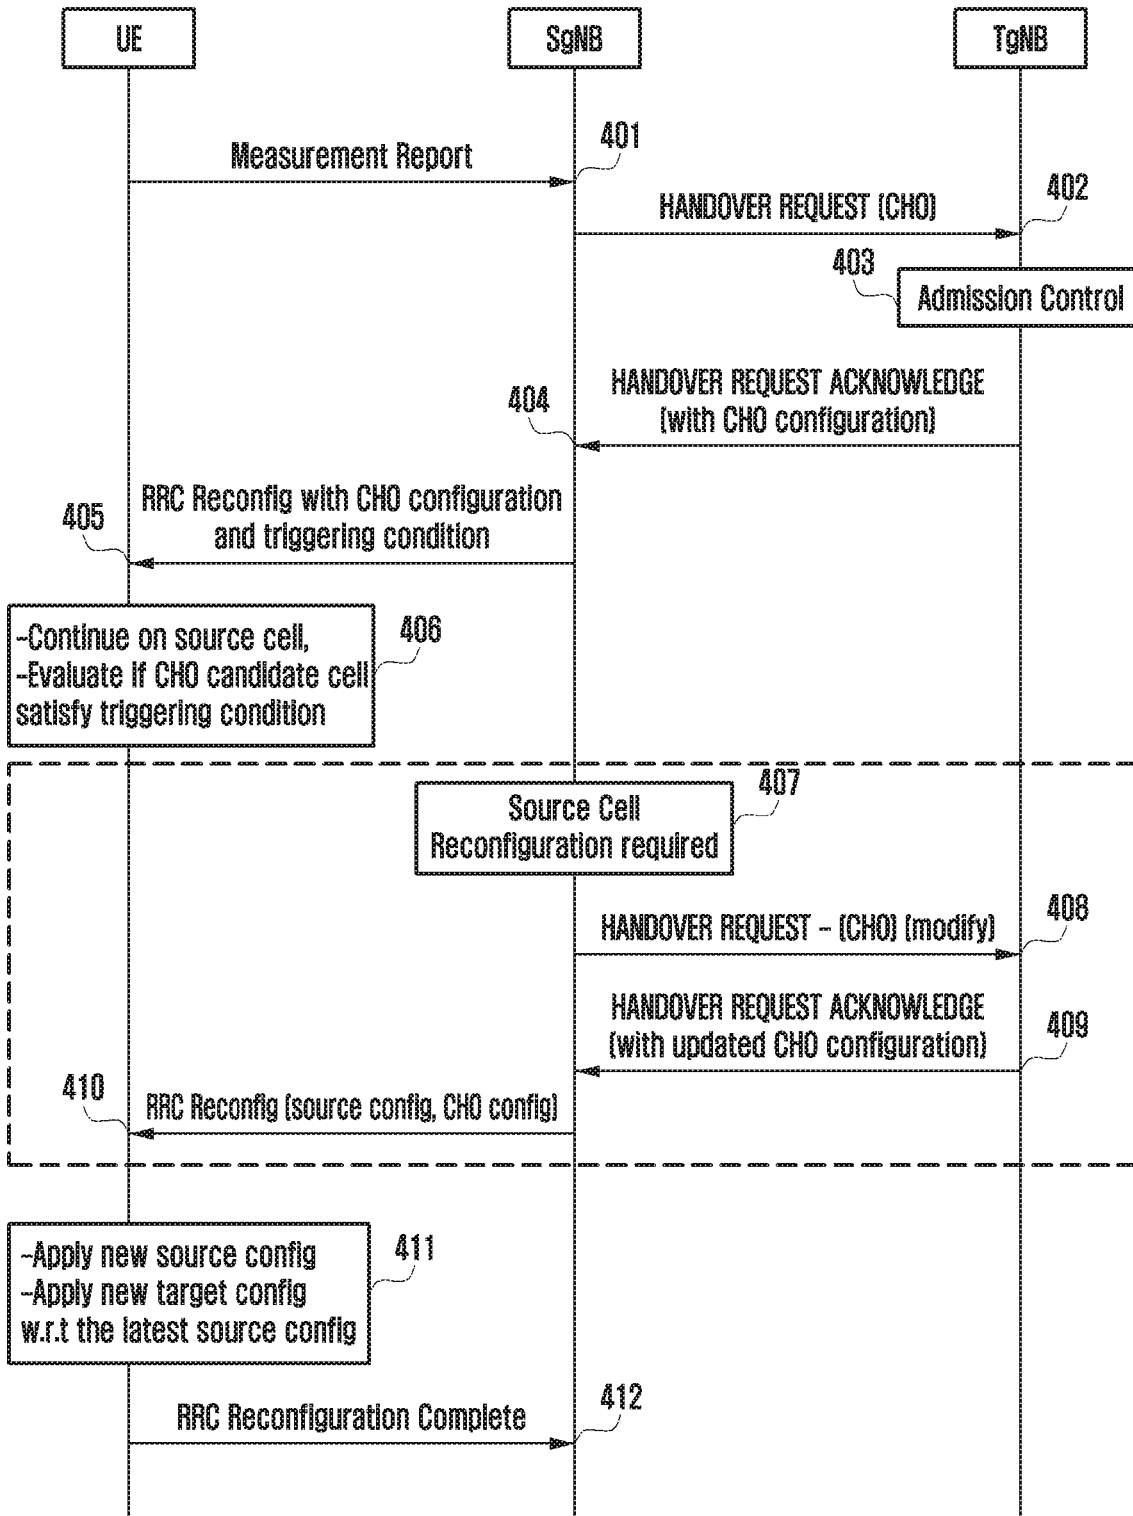 UE
SgNB
TgNB
401
Measurement Report
402
HANDOVER REQUEST (CHO)
403
Admission Control
HANDOVER REQUEST ACKNOWLEDGE
(with CHO configuration)
404
RRC Reconfig with CHO configuration
and triggering condition
405
-Continue on source cell,
-Evaluate if CHO candidate cell
satisfy triggering condition
406
407
Source Cell
Reconfiguration required
408
HANDOVER REQUEST - (CHO) (modify)
HANDOVER REQUEST ACKNOWLEDGE
(with updated CHO configuration)
409
410
RRC Reconfig (source config, CHO config)
-Apply new source config
-Apply new target config
w.r.t the latest source config
411
412
RRC Reconfiguration Complete